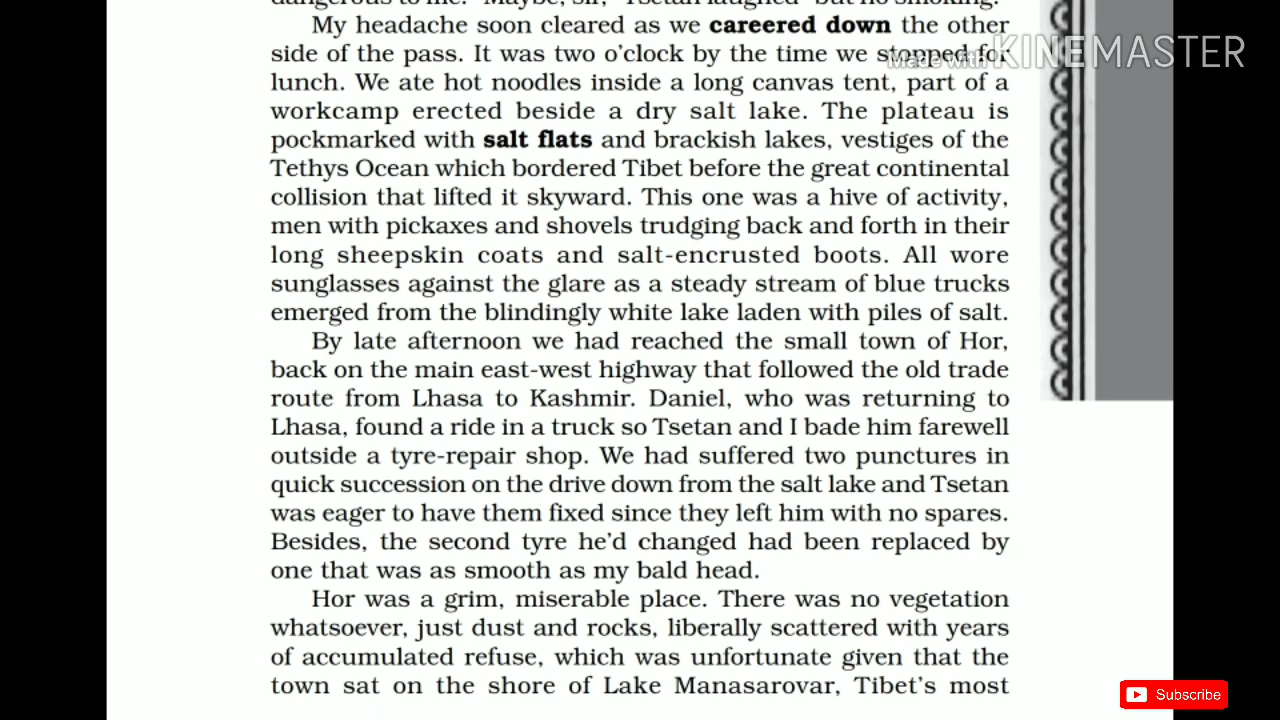 dangerous to me." "Maybe, sir," Tsetan laughed "but no smoking."
My headache soon cleared as we careered down the other
side of the pass. It was two o'clock by the time we stopped for
lunch. We ate hot noodles inside a long canvas tent, part of a
workcamp erected beside a dry salt lake. The plateau is
pockmarked with salt flats and brackish lakes, vestiges of the
Tethys Ocean which bordered Tibet before the great continental
collision that lifted it skyward. This one was a hive of activity,
men with pickaxes and shovels trudging back and forth in their
long sheepskin coats and salt-encrusted boots. All wore
sunglasses against the glare as a steady stream of blue trucks
emerged from the blindingly white lake laden with piles of salt.
By late afternoon we had reached the small town of Hor,
back on the main east-west highway that followed the old trade
route from Lhasa to Kashmir. Daniel, who was returning to
Lhasa, found a ride in a truck so Tsetan and I bade him farewell
outside a tyre-repair shop. We had suffered two punctures in
quick succession on the drive down from the salt lake and Tsetan
was eager to have them fixed since they left him with no spares.
Besides, the second tyre he'd changed had been replaced by
one that was as smooth as my bald head.
Hor was a grim, miserable place. There was no vegetation
whatsoever, just dust and rocks, liberally scattered with years
of accumulated refuse, which was unfortunate given that the
town sat on the shore of Lake Manasarovar, Tibet's most
Made with KINEMASTER
Subscribe